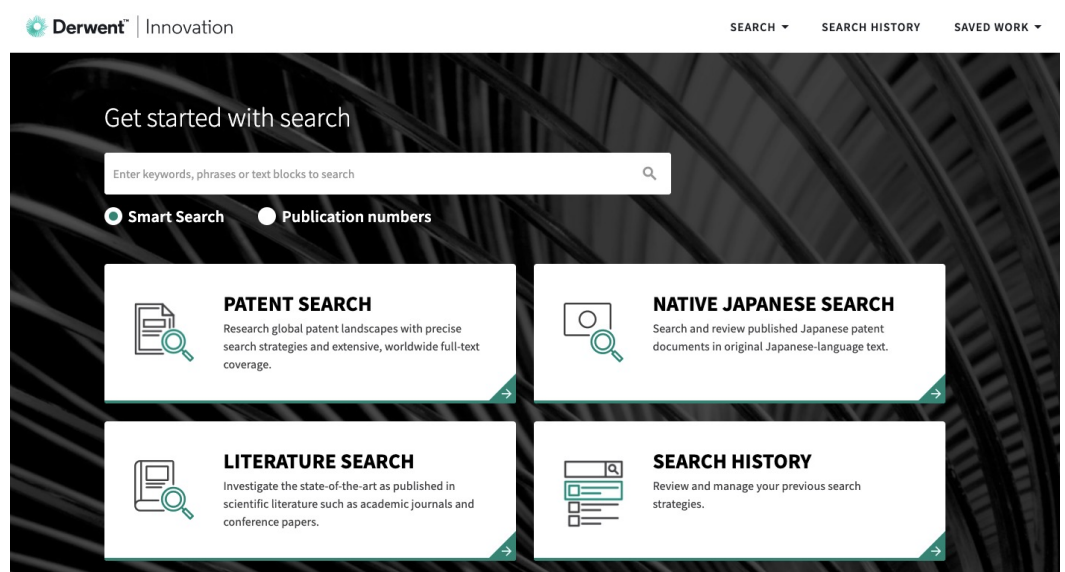 Derwent™ Innovation
SEARCH
SEARCH HISTORY
SAVED WORK
Get started with search
Enter keywords, phrases or text blocks to search
Smart Search
Publication numbers
PATENT SEARCH
Research global patent landscapes with precise
search strategies and extensive, worldwide full-text
coverage.
NATIVE JAPANESE SEARCH
Search and review published Japanese patent
documents in original Japanese-language text.
LITERATURE SEARCH
Investigate the state-of-the-art as published in
scientific literature such as academic journals and
conference papers.
SEARCH HISTORY
Review and manage your previous search
strategies.